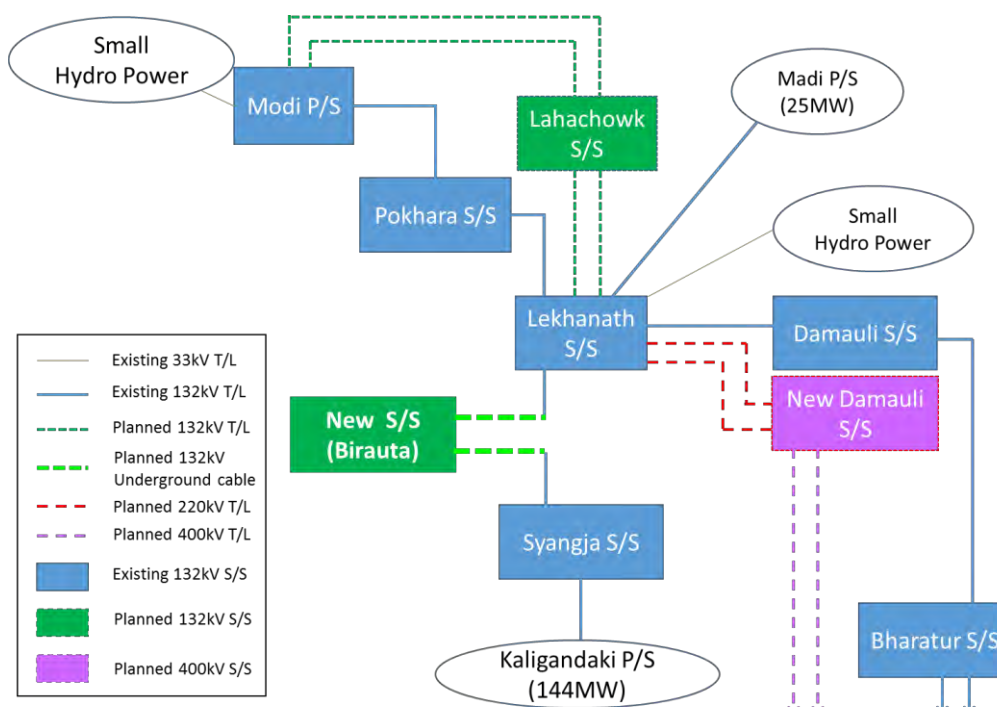 Small
Hydro Power
Modi P/S
Lahachowk
S/S
Madi P/S
(25MW)
Pokhara S/S
Small
Hydro Power
Lekhanath
S/S
Damauli S/S
New Damauli
S/S
New S/S
(Birauta)
Syangja S/S
Kaligandaki P/S
(144MW)
Bharatur S/S
Existing 33kV T/L
Existing 132kV T/L
Planned 132kV T/L
Planned 132kV
Underground cable
Planned 220kV T/L
Planned 400kV T/L
Existing 132kV S/S
Planned 132kV S/S
Planned 400kV S/S